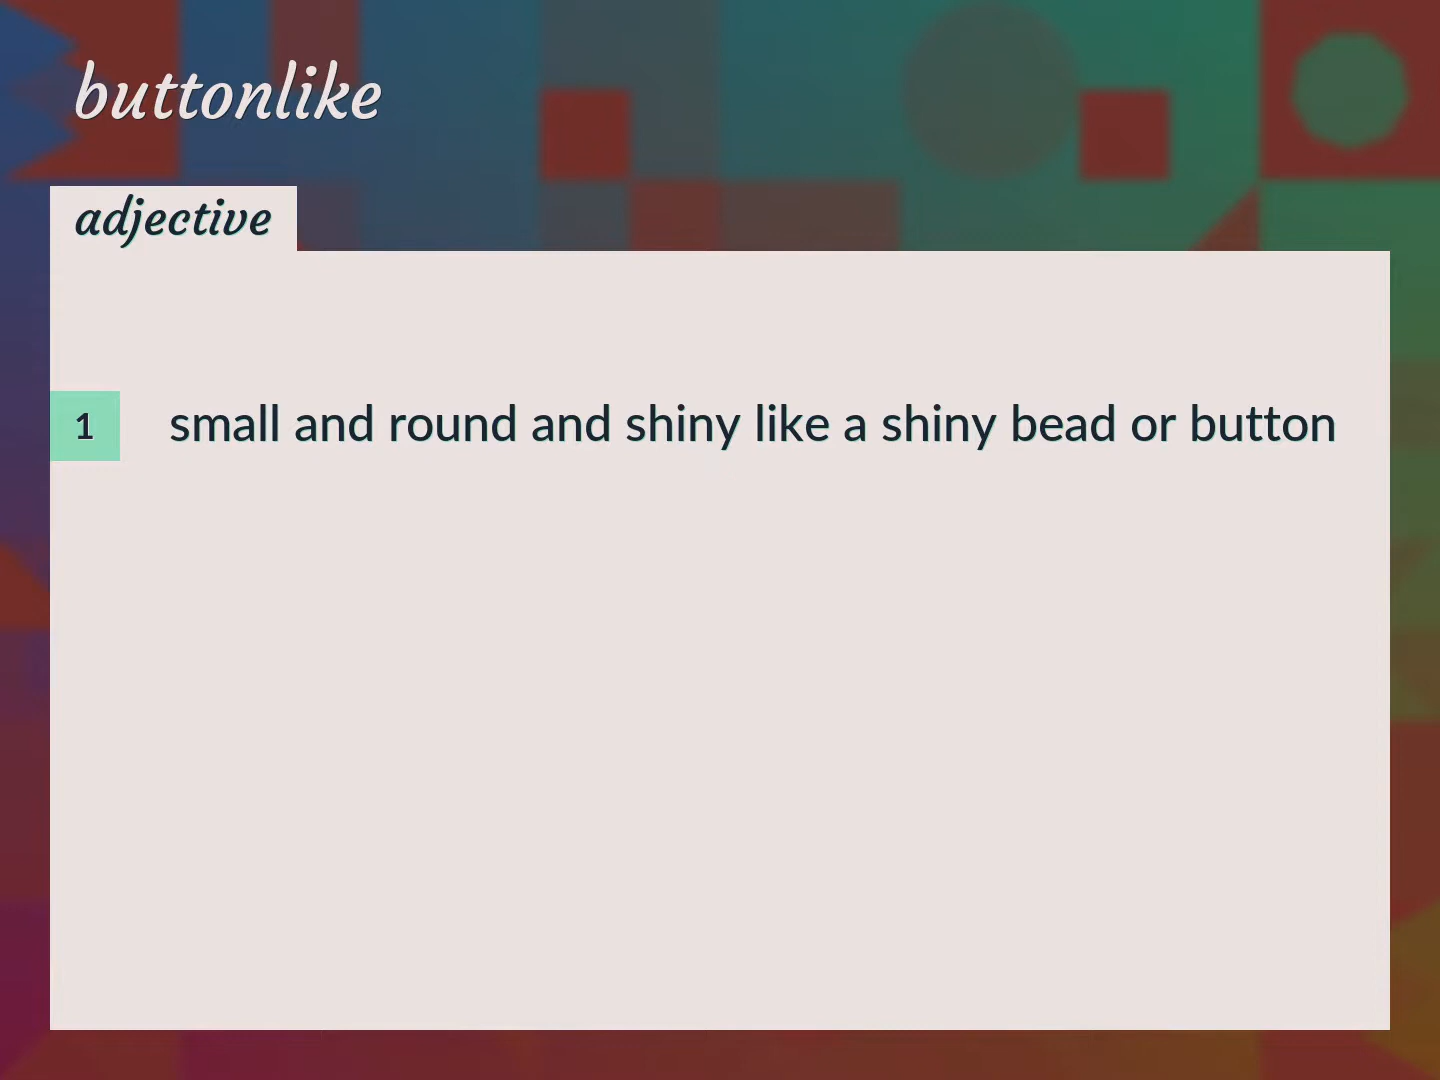 buttonlike
adjective
1 small and round and shiny like a shiny bead or button